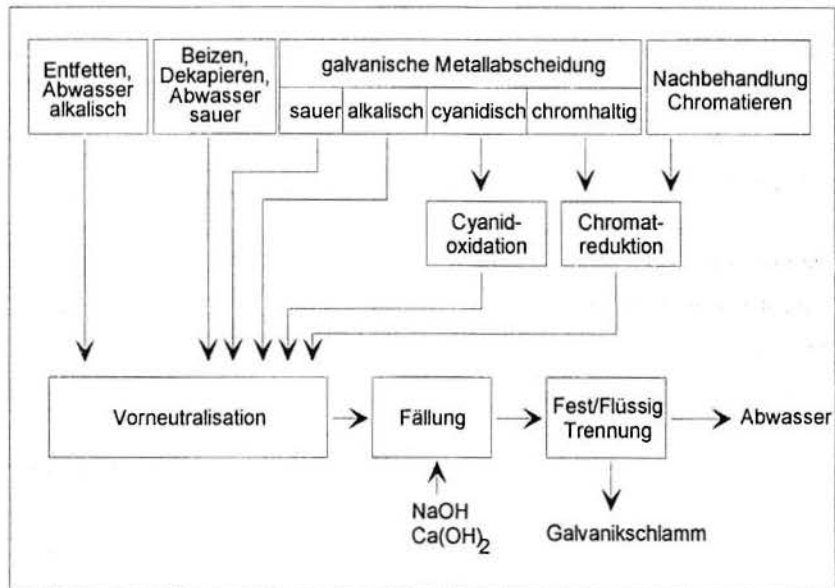 Entfetten,
Abwasser
alkalisch
Beizen,
Dekapieren,
Abwasser
sauer
galvanische Metallabscheidung
sauer
alkalisch
cyanidisch
chromhaltig
Nachbehandlung
Chromatieren
Cyanid-
oxidation
Chromat-
reduktion
Vorneutralisation
Fällung
Fest/Flüssig
Trennung
Abwasser
NaOH
Ca(OH)2
Galvanikschlamm